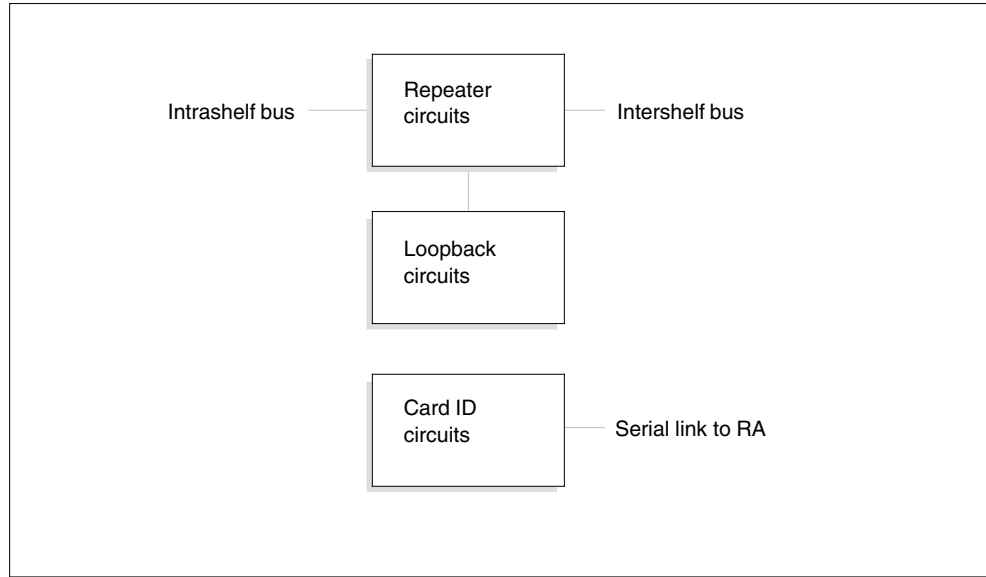 Repeater
circuits
Intrashelf bus
Intershelf bus
Loopback
circuits
Card ID
circuits
Serial link to RA